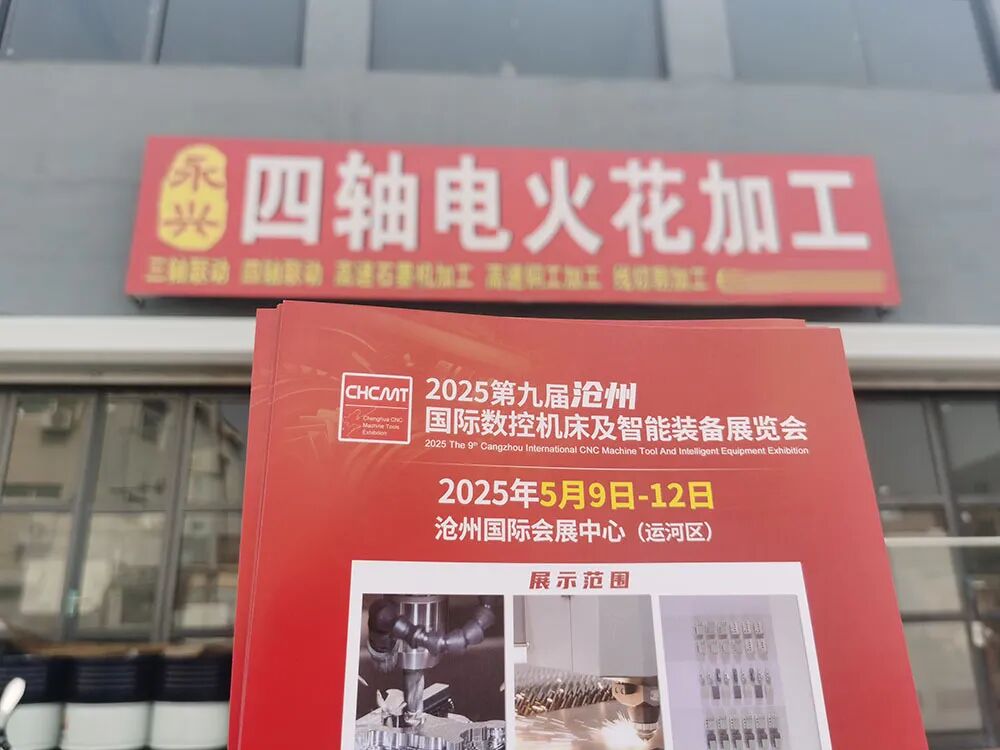 永兴
四轴电火花加工
三轴联动 四轴联动 高速石墨机加工 高速铜工加工 线切割加工
CHCMT
Chenghua CNC
Machine Tools
Exhibition
2025第九届沧州
国际数控机床及智能装备展览会
2025 The 9th Cangzhou International CNC Machine Tool And Intelligent Equipment Exhibition
2025年5月9日-12日
沧州国际会展中心（运河区）
展示范围